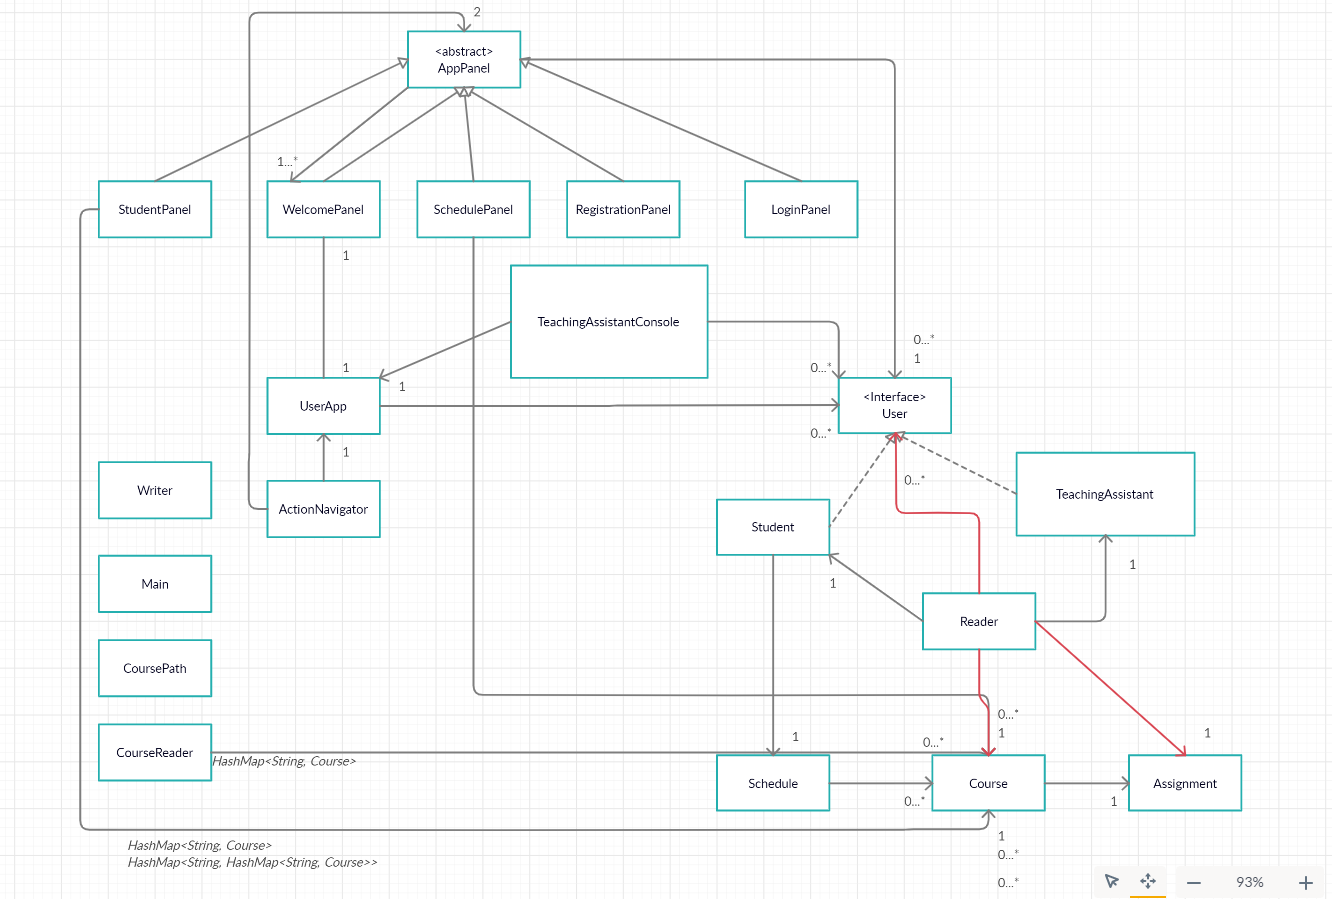 2
<abstract>
AppPanel
1...*
StudentPanel
WelcomePanel
SchedulePanel
RegistrationPanel
LoginPanel
1
TeachingAssistantConsole
0...*
1
1
0...*
1
<Interface>
User
UserApp
0...*
1
0...*
Writer
TeachingAssistant
ActionNavigator
Student
1
1
Main
Reader
CoursePath
0...*
1
1
1
0...*
CourseReader
HashMap<String, Course>
Schedule
Course
Assignment
0...*
1
1
HashMap<String, Course>
0...*
HashMap<String, HashMap<String, Course>>
0...*
93%